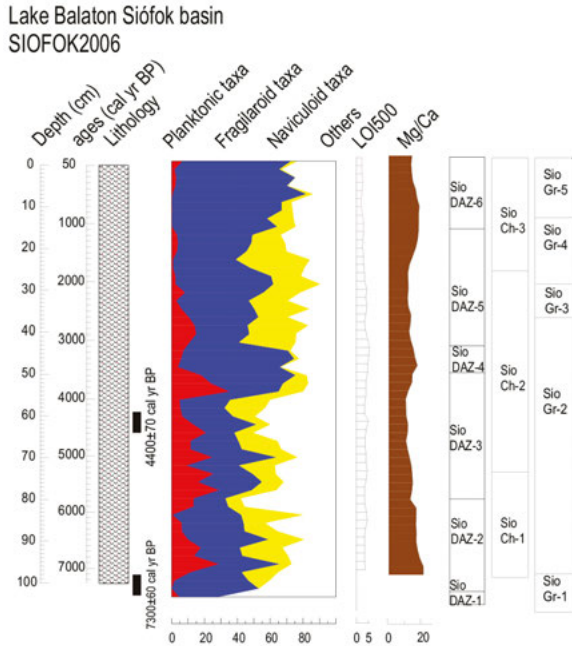 Lake Balaton Siófok basin
SIOFOK2006
Depth (cm)
ages (cal yr BP)
Lithology
Planktonic taxa
Fragilaroid taxa
Naviculoid taxa
Others
LOI500
Mg/Ca
0
10
20
30
40
50
60
70
80
90
100
50
1000
2000
3000
4000
5000
6000
7000
4400±70 cal yr BP
7300±60 cal yr BP
0 20 40 60 80
0 5
0 20
Sio
DAZ-6
Sio
DAZ-5
Sio
DAZ-4
Sio
DAZ-3
Sio
DAZ-2
Sio
DAZ-1
Sio
Ch-3
Sio
Ch-2
Sio
Ch-1
Sio
Gr-5
Sio
Gr-4
Sio
Gr-3
Sio
Gr-2
Sio
Gr-1